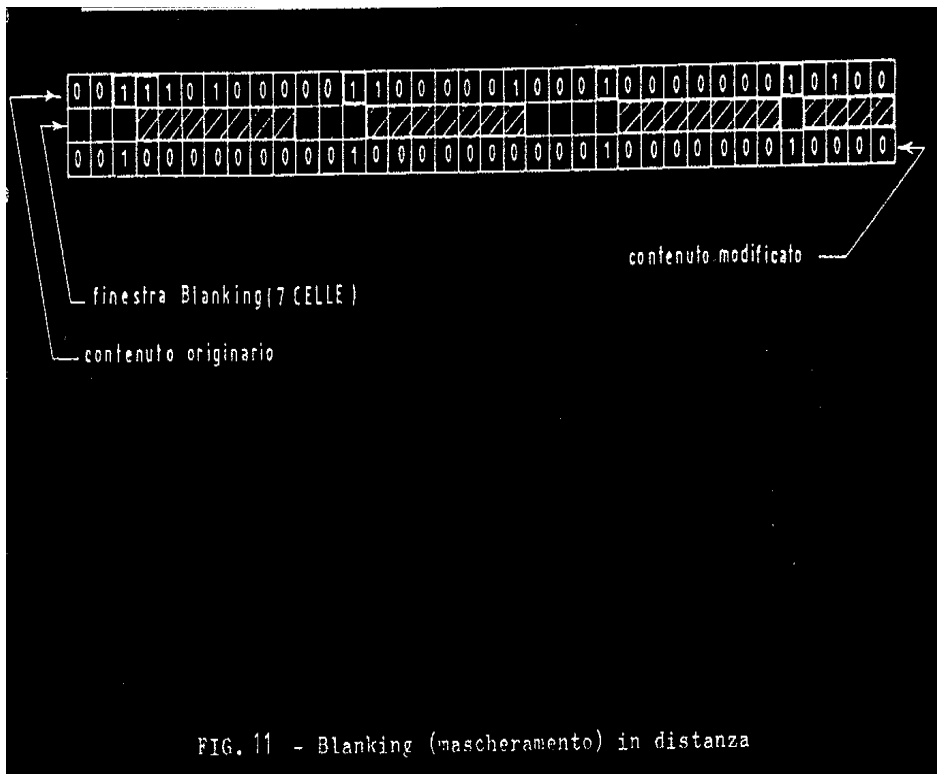 0 0 1 1 1 0 1 0 0 0 0 0 1 1 0 0 0 0 0 1 0 0 0 1 0 0 0 0 0 0 0 1 0 1 0 0
0 0 1 0 0 0 0 0 0 0 0 0 1 0 0 0 0 0 0 0 0 0 0 1 0 0 0 0 0 0 0 1 0 0 0 0
contenuto modificato
finestra Blanking (7 CELLE)
contenuto originario
FIG. 11 - Blanking (mascheramento) in distanza